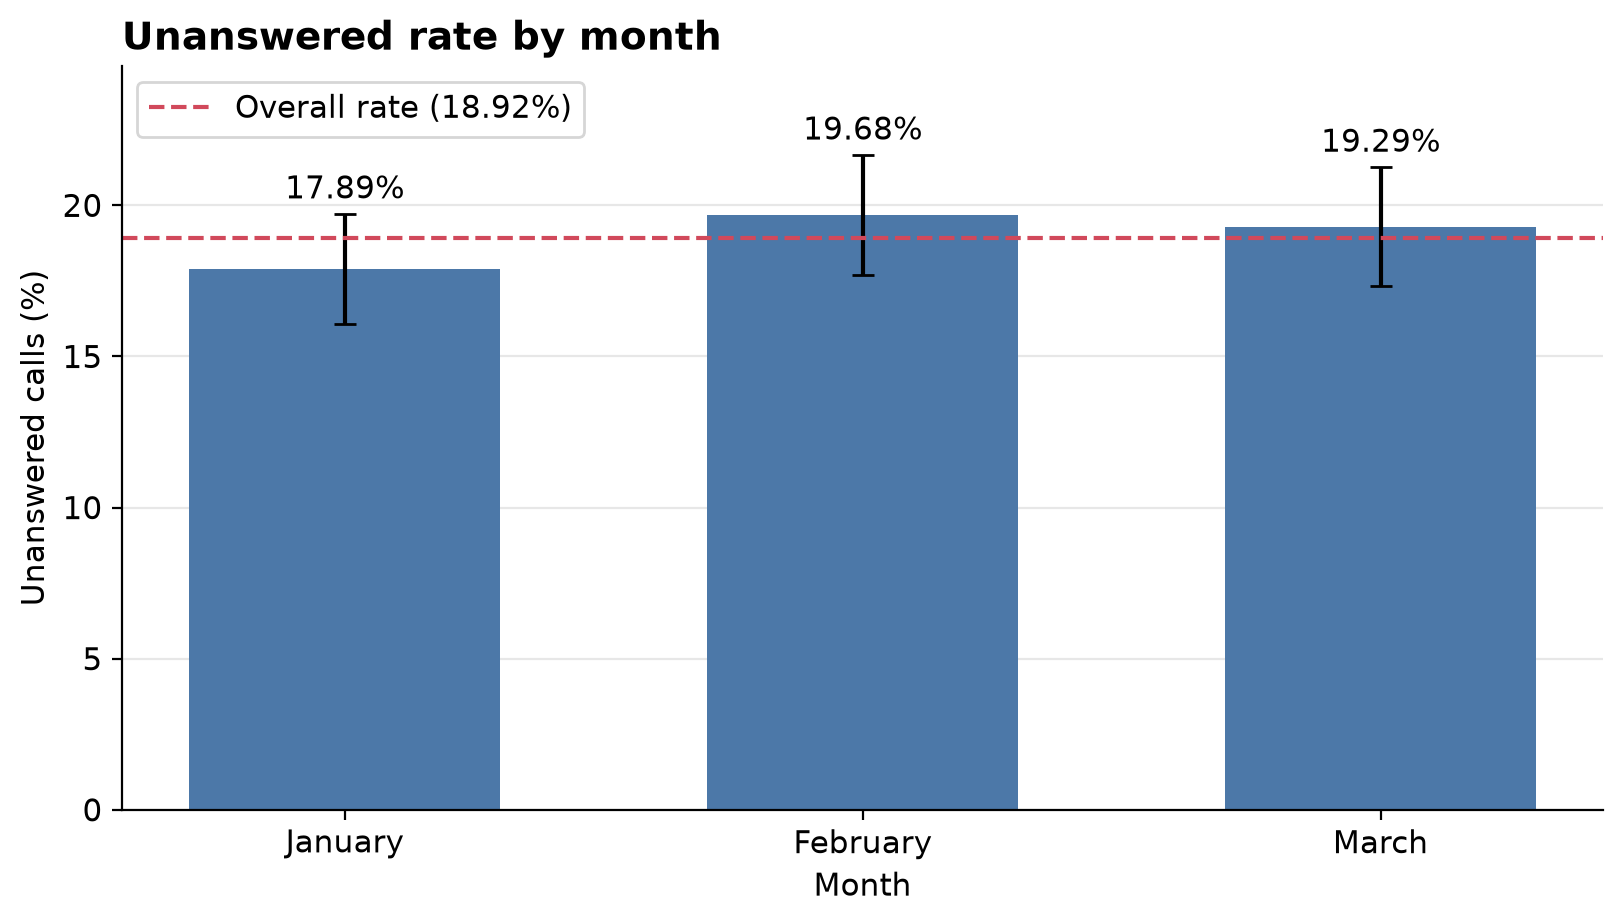 Unanswered rate by month
Overall rate (18.92%)
17.89%
19.68%
19.29%
Unanswered calls (%)
20
15
10
5
0
January
February
March
Month